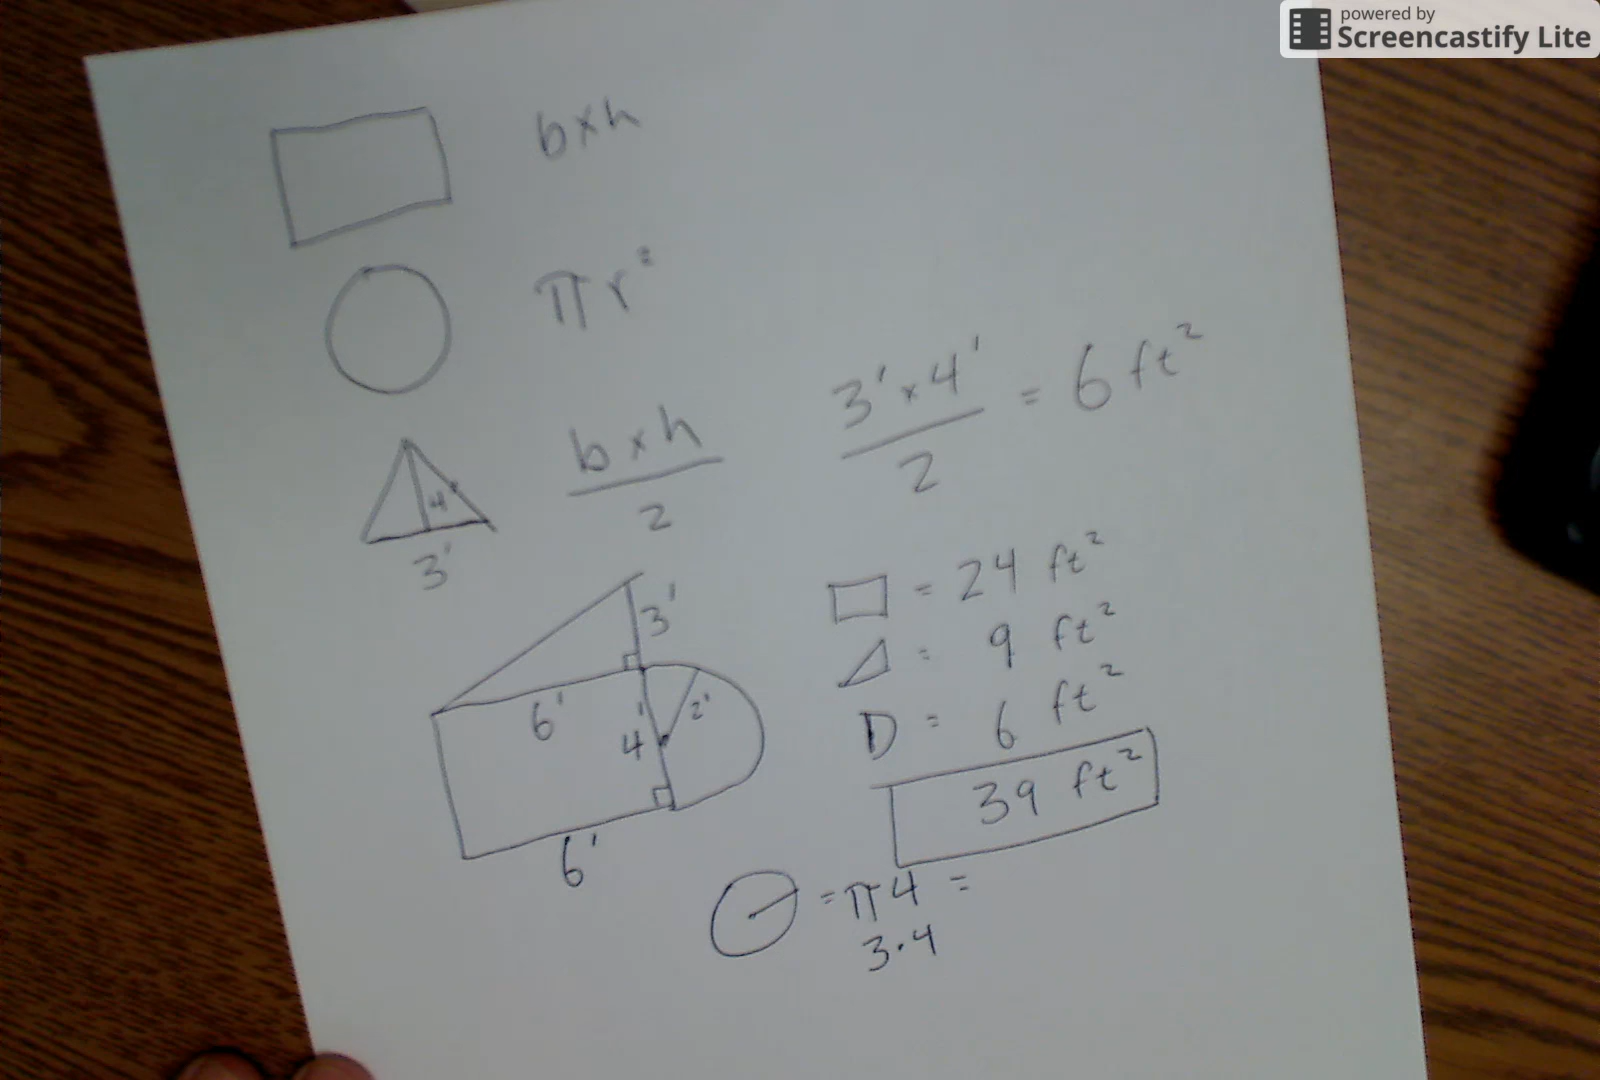 powered by
Screencastify Lite
b x h
πr²
b x h
2
3' x 4'
2
= 6 ft²
4'
3'
3'
6'
4'
2'
6'
= 24 ft²
= 9 ft²
D = 6 ft²
39 ft²
= π4 =
3·4